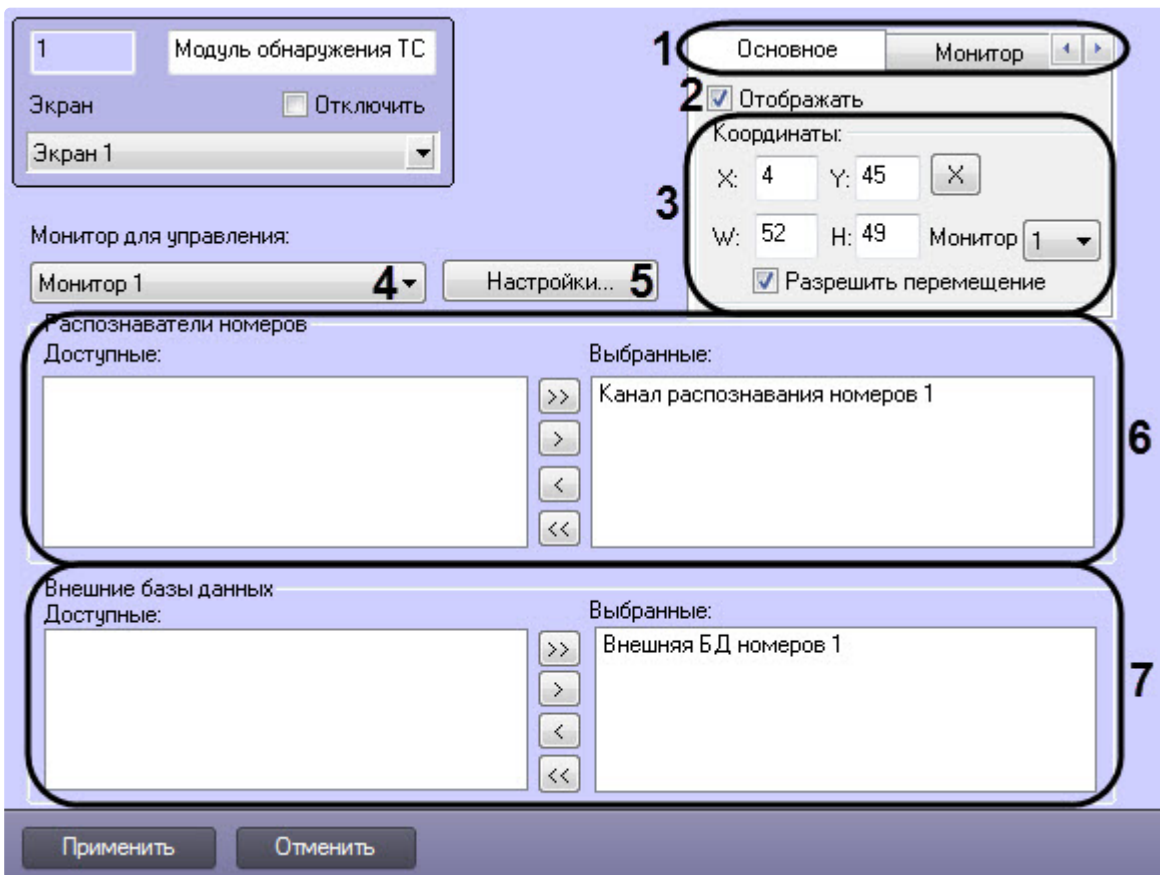 1 Модуль обнаружения ТС
Экран Отключить
Экран 1
1 Основное Монитор
2 Отображать
Координаты:
X: 4 Y: 45 X
3
W: 52 H: 49 Монитор 1
Разрешить перемещение
Монитор для управления:
Монитор 1 4 Настройки... 5
Распознаватели номеров
Доступные: Выбранные:
>> Канал распознавания номеров 1
>
<
<<
6
Внешние базы данных
Доступные: Выбранные:
>> Внешняя БД номеров 1
>
<
<<
7
Применить Отменить